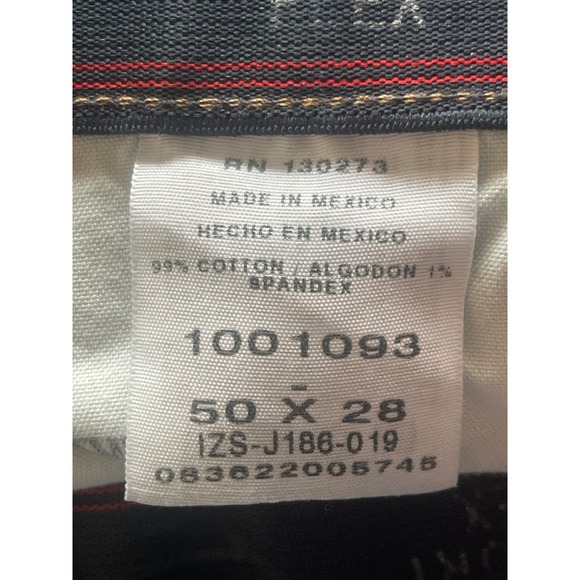 RN 130273
MADE IN MEXICO
HECHO EN MEXICO
99% COTTON / ALGODON 1%
SPANDEX
1001093
-
50 X 28
IZS-J186-019
083622005745